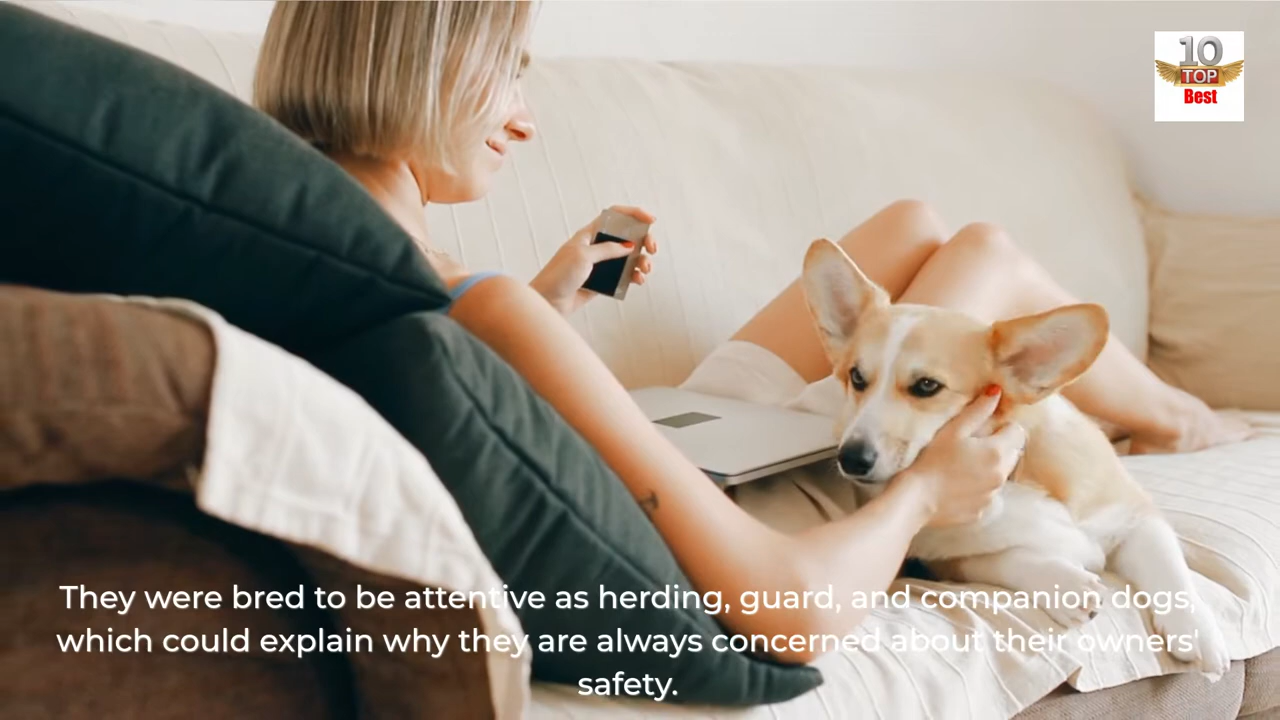 10
TOP
Best
They were bred to be attentive as herding, guard, and companion dogs,
which could explain why they are always concerned about their owners'
safety.